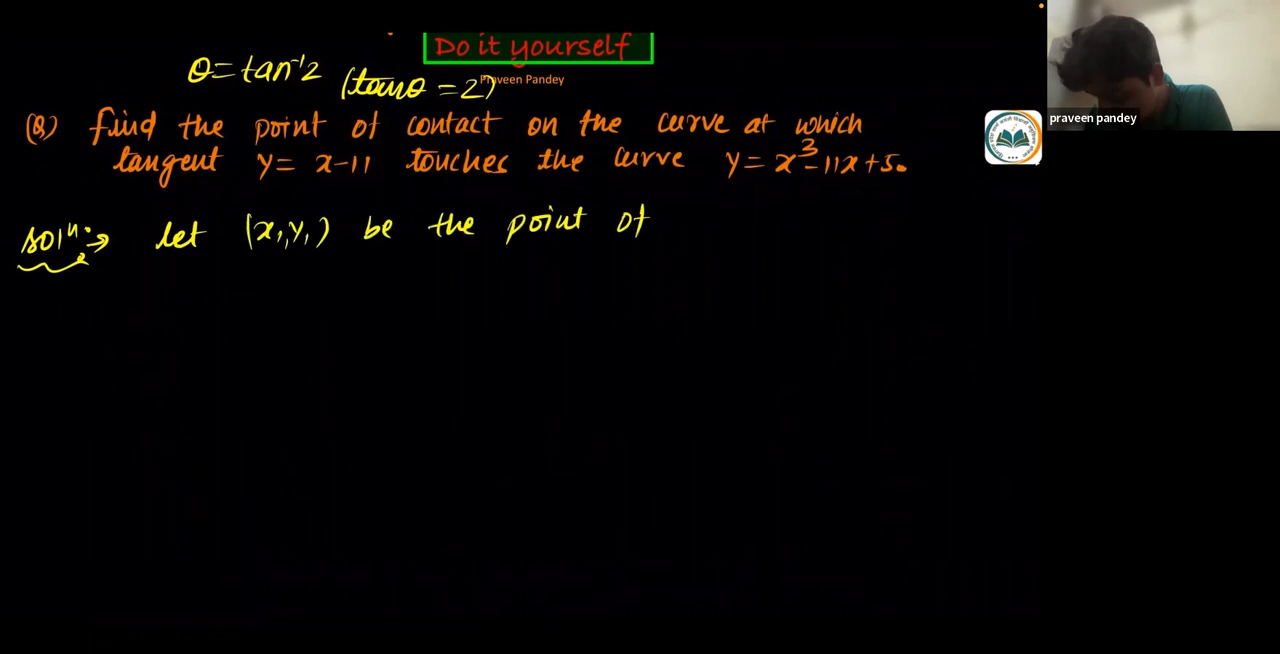 Do it yourself
θ = tan⁻¹2 (tanθ = 2)
Praveen Pandey
(Q) find the point of contact on the curve at which
tangent y = x-11 touches the curve y = x³-11x+5.
praveen pandey
Solⁿ:→ let (x₁,y₁) be the point of